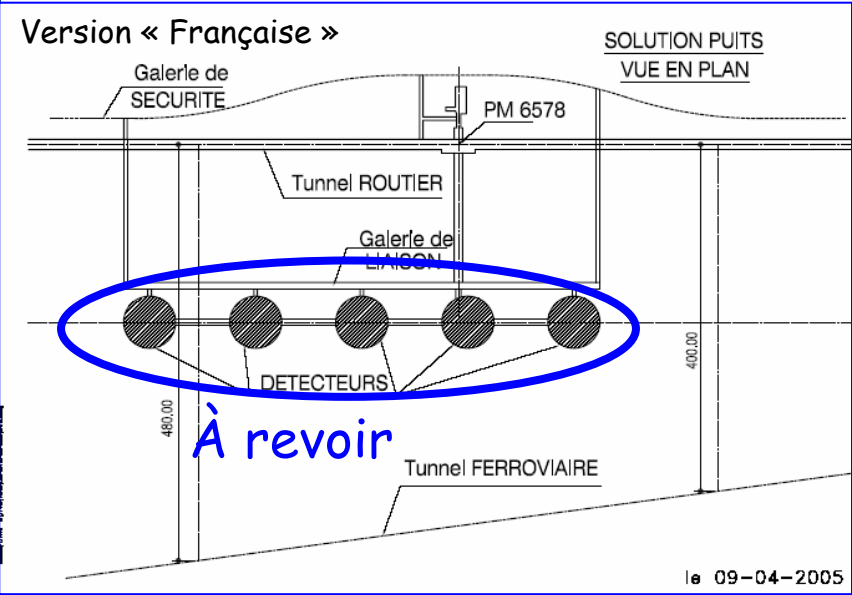 Version « Française »
SOLUTION PUITS
VUE EN PLAN
Galerie de
SECURITE
PM 6578
Tunnel ROUTIER
Galerie de
LIAISON
DETECTEURS
480.00
400.00
À revoir
Tunnel FERROVIAIRE
le 09-04-2005